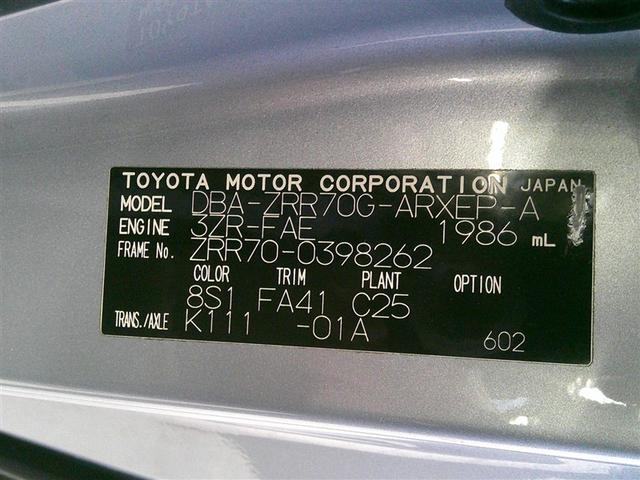 TOYOTA MOTOR CORPORATION JAPAN
MODEL DBA-ZRR70G-ARXEP-A
ENGINE 3ZR-FAE 1986 mL
FRAME No. ZRR70-0398262
COLOR TRIM PLANT OPTION
8S1 FA41 C25
TRANS./AXLE K111 -01A
602